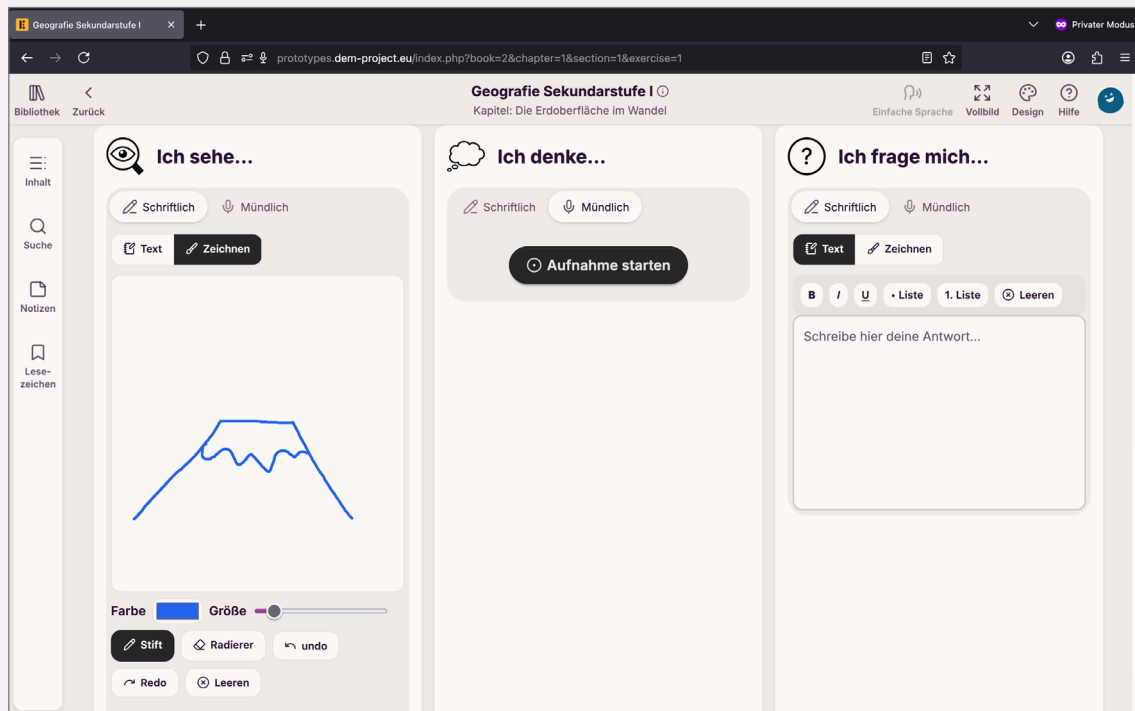 Geografie Sekundarstufe I
Privater Modus
prototypes.dem-project.eu/index.php?book=2&chapter=1&section=1&exercise=1
Bibliothek
Zurück
Geografie Sekundarstufe I
Kapitel: Die Erdoberfläche im Wandel
Einfache Sprache
Vollbild
Design
Hilfe
Inhalt
Suche
Notizen
Lese-
zeichen
Ich sehe...
Schriftlich Mündlich
Text Zeichnen
Farbe Größe
Stift Radierer undo
Redo Leeren
Ich denke...
Schriftlich Mündlich
Aufnahme starten
Ich frage mich...
Schriftlich Mündlich
Text Zeichnen
B I U • Liste 1. Liste Leeren
Schreibe hier deine Antwort...